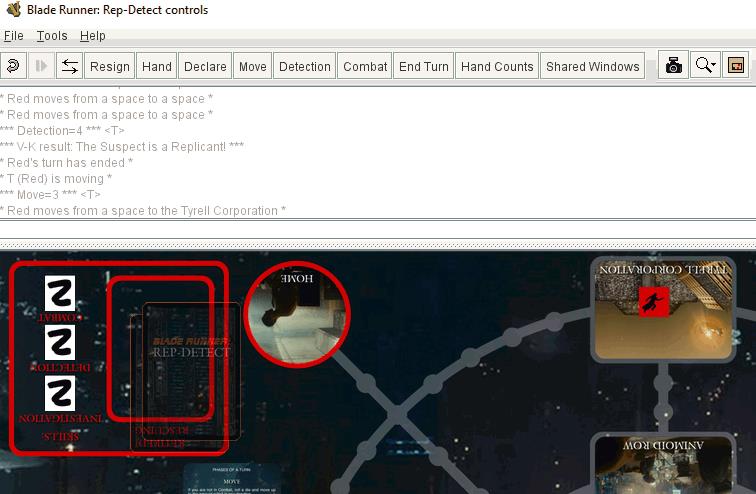 Blade Runner: Rep-Detect controls
File Tools Help
Resign Hand Declare Move Detection Combat End Turn Hand Counts Shared Windows
* Red moves from a space to a space *
* Red moves from a space to a space *
*** Detection=4 *** <T>
*** V-K result: The Suspect is a Replicant! ***
* Red's turn has ended *
* T (Red) is moving *
*** Move=3 *** <T>
* Red moves from a space to the Tyrell Corporation *
TYRELL CORPORATION
HOME
2
COMBAT
2
DETECTION
2
INVESTIGATION
SKILLS:
BLADE RUNNER:
REP-DETECT
RESCUING
RETIRED/
ANIMOID ROW
PHASES OF A TURN
MOVE
If you are not in Combat, roll a die and move up